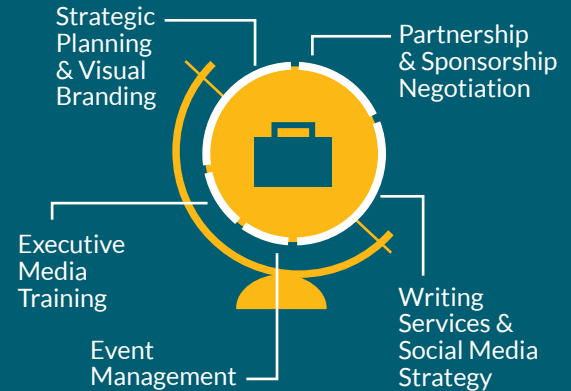 Strategic
Planning
& Visual
Branding
Partnership
& Sponsorship
Negotiation
Executive
Media
Training
Event
Management
Writing
Services &
Social Media
Strategy